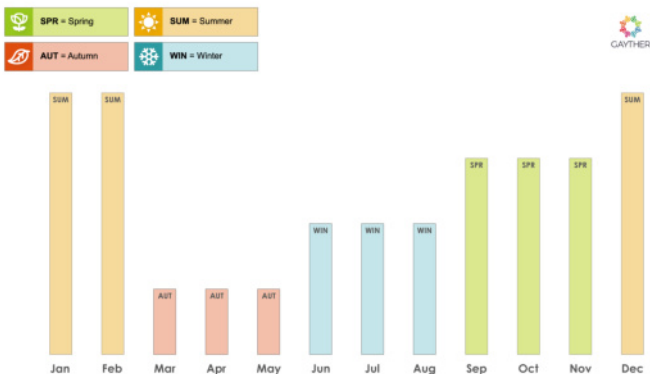 SPR = Spring
SUM = Summer
AUT = Autumn
WIN = Winter
GAYTHER
SUM SUM SUM
SPR SPR SPR
WIN WIN WIN
AUT AUT AUT
Jan Feb Mar Apr May Jun Jul Aug Sep Oct Nov Dec